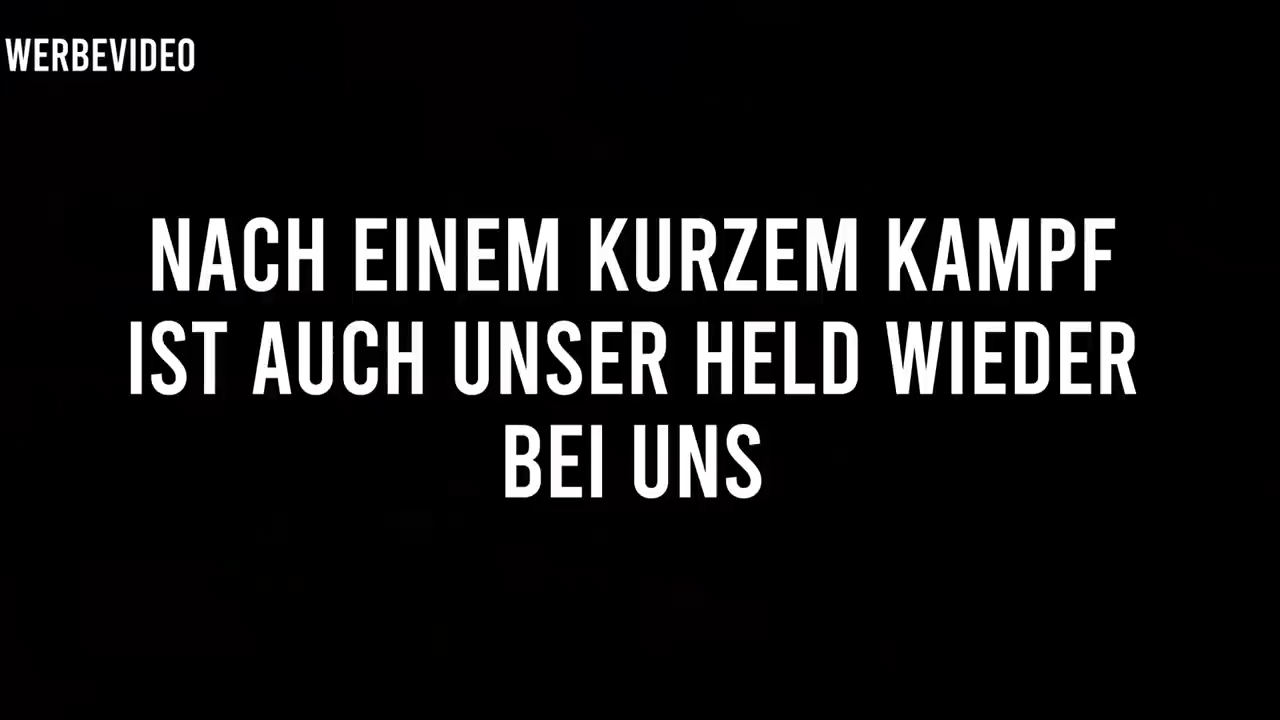 WERBEVIDEO
NACH EINEM KURZEM KAMPF
IST AUCH UNSER HELD WIEDER
BEI UNS